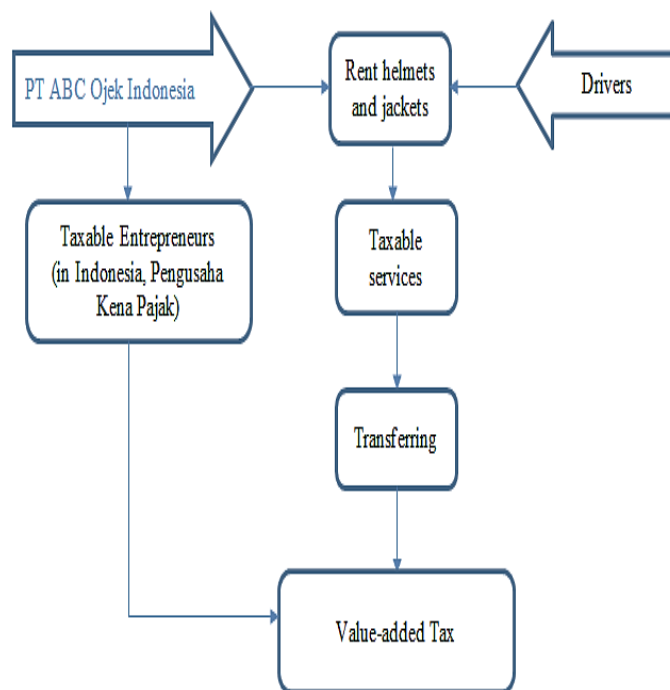 PT ABC Ojek Indonesia
Rent helmets
and jackets
Drivers
Taxable Entrepreneurs
(in Indonesia, Pengusaha
Kena Pajak)
Taxable
services
Transferring
Value-added Tax